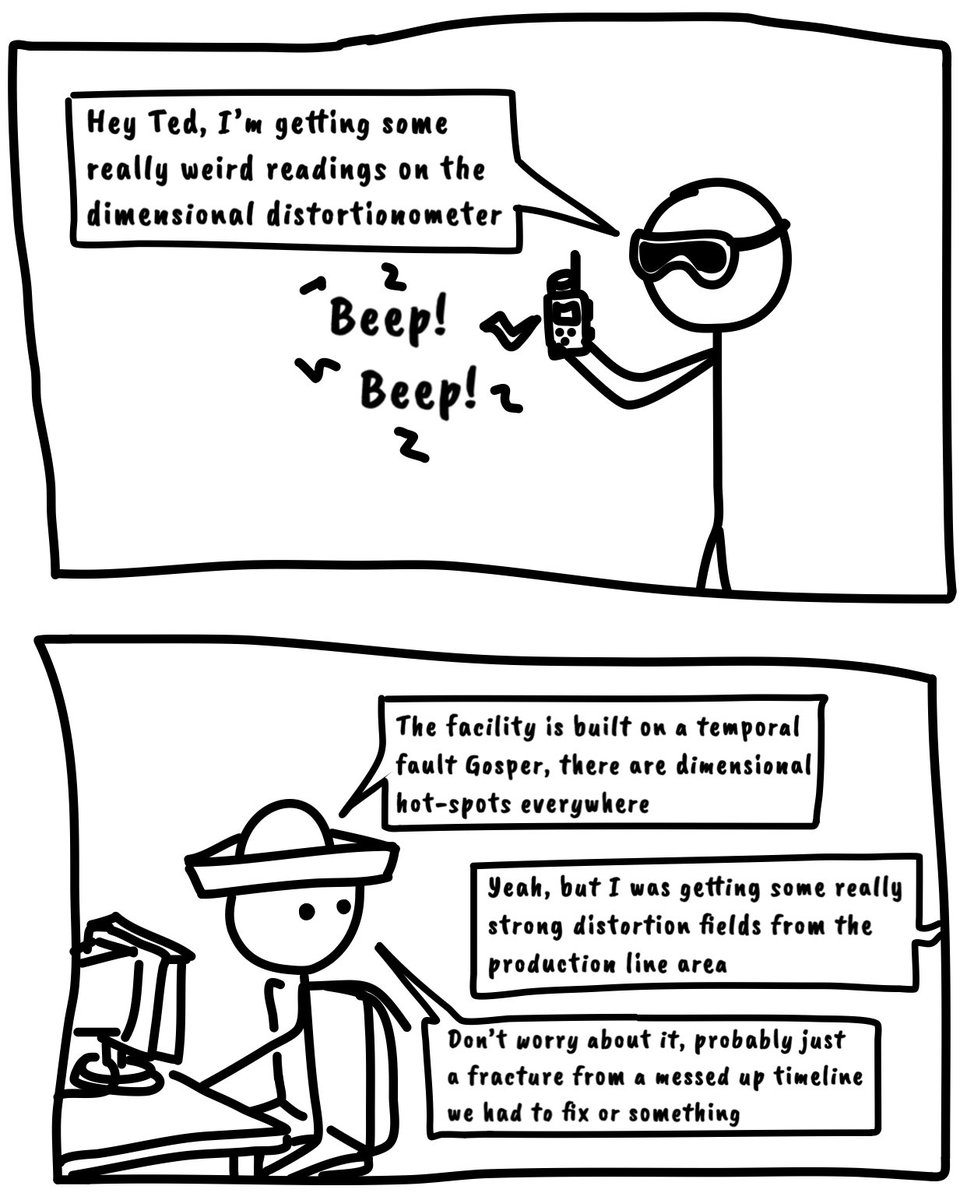 Hey Ted, I'm getting some
really weird readings on the
dimensional distortionometer
Beep!
Beep!
The facility is built on a temporal
fault Gosper, there are dimensional
hot-spots everywhere
Yeah, but I was getting some really
strong distortion fields from the
production line area
Don't worry about it, probably just
a fracture from a messed up timeline
we had to fix or something